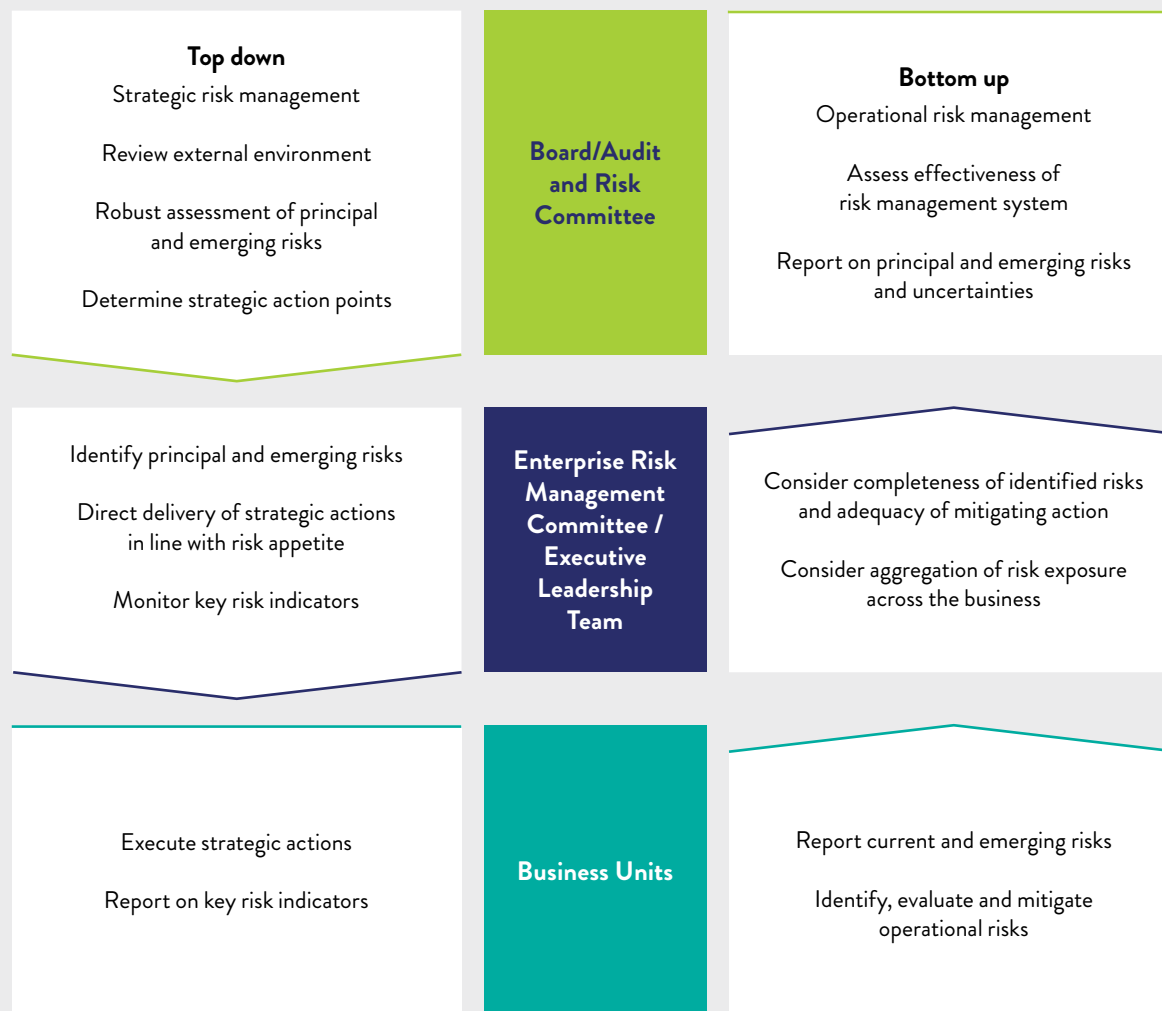 Top down
Strategic risk management
Review external environment
Robust assessment of principal
and emerging risks
Determine strategic action points
Board/Audit
and Risk
Committee
Bottom up
Operational risk management
Assess effectiveness of
risk management system
Report on principal and emerging risks
and uncertainties
Identify principal and emerging risks
Direct delivery of strategic actions
in line with risk appetite
Monitor key risk indicators
Enterprise Risk
Management
Committee /
Executive
Leadership
Team
Consider completeness of identified risks
and adequacy of mitigating action
Consider aggregation of risk exposure
across the business
Execute strategic actions
Report on key risk indicators
Business Units
Report current and emerging risks
Identify, evaluate and mitigate
operational risks